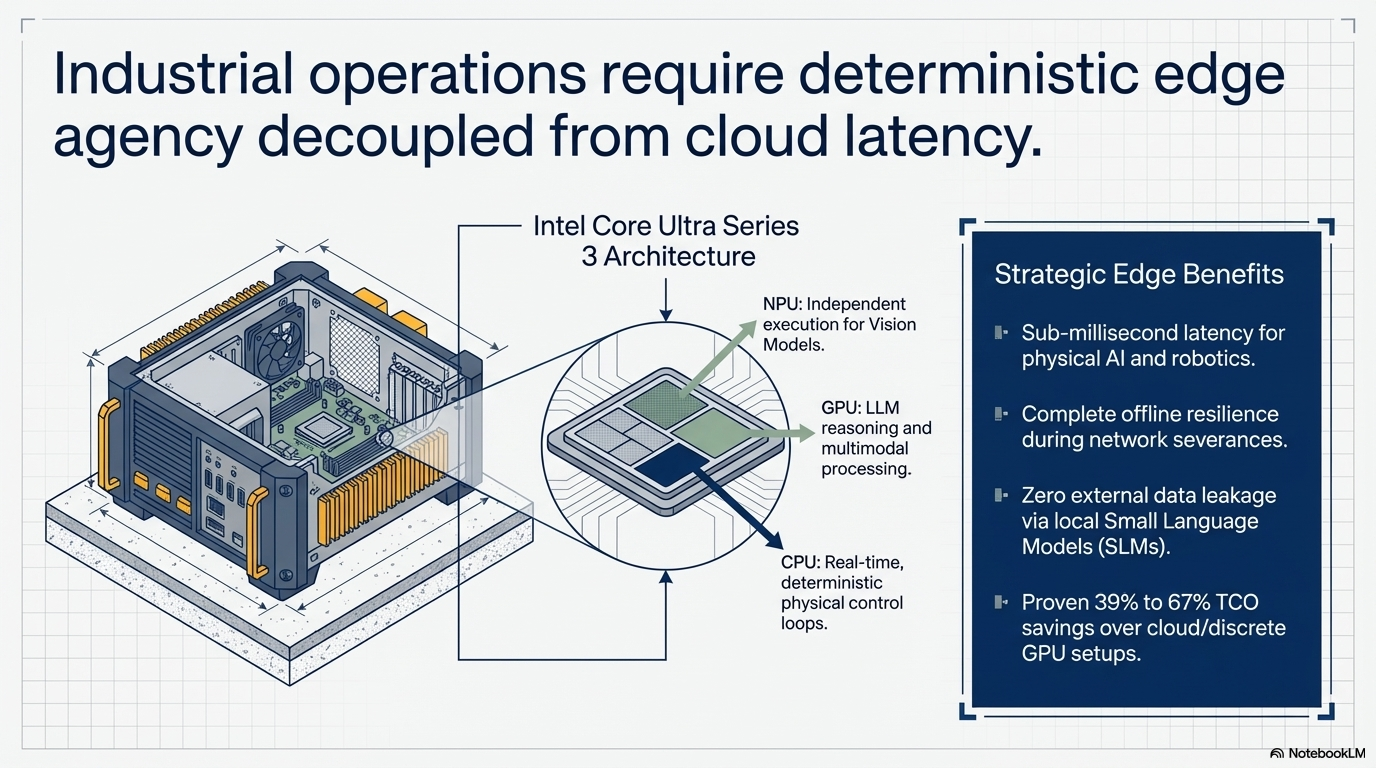 Industrial operations require deterministic edge
agency decoupled from cloud latency.
Intel Core Ultra Series
3 Architecture
NPU: Independent
execution for Vision
Models.
GPU: LLM
reasoning and
multimodal
processing.
CPU: Real-time,
deterministic
physical control
loops.
Strategic Edge Benefits
Sub-millisecond latency for
physical AI and robotics.
Complete offline resilience
during network severances.
Zero external data leakage
via local Small Language
Models (SLMs).
Proven 39% to 67% TCO
savings over cloud/discrete
GPU setups.
NotebookLM